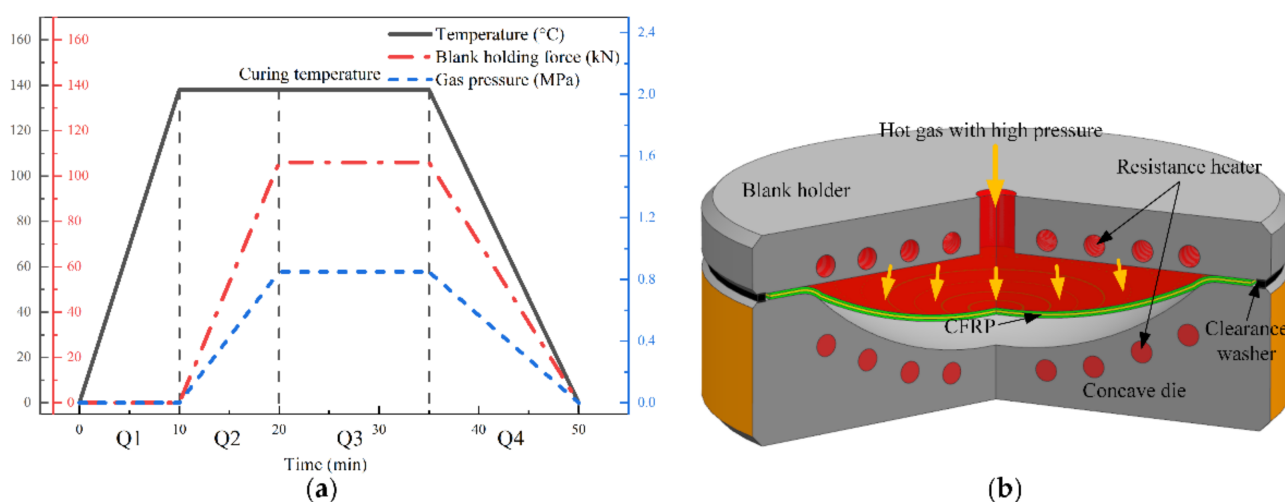 160
140
120
100
80
60
40
20
0
160
140
120
100
80
60
40
20
0
Temperature (°C)
Blank holding force (kN)
Gas pressure (MPa)
Curing temperature
2.4
2.0
1.6
1.2
0.8
0.4
0.0
0 10 20 30 40 50
Q1 Q2 Q3 Q4
Time (min)
(a)
Hot gas with high pressure
Resistance heater
Blank holder
CFRP
Clearance
washer
Concave die
(b)